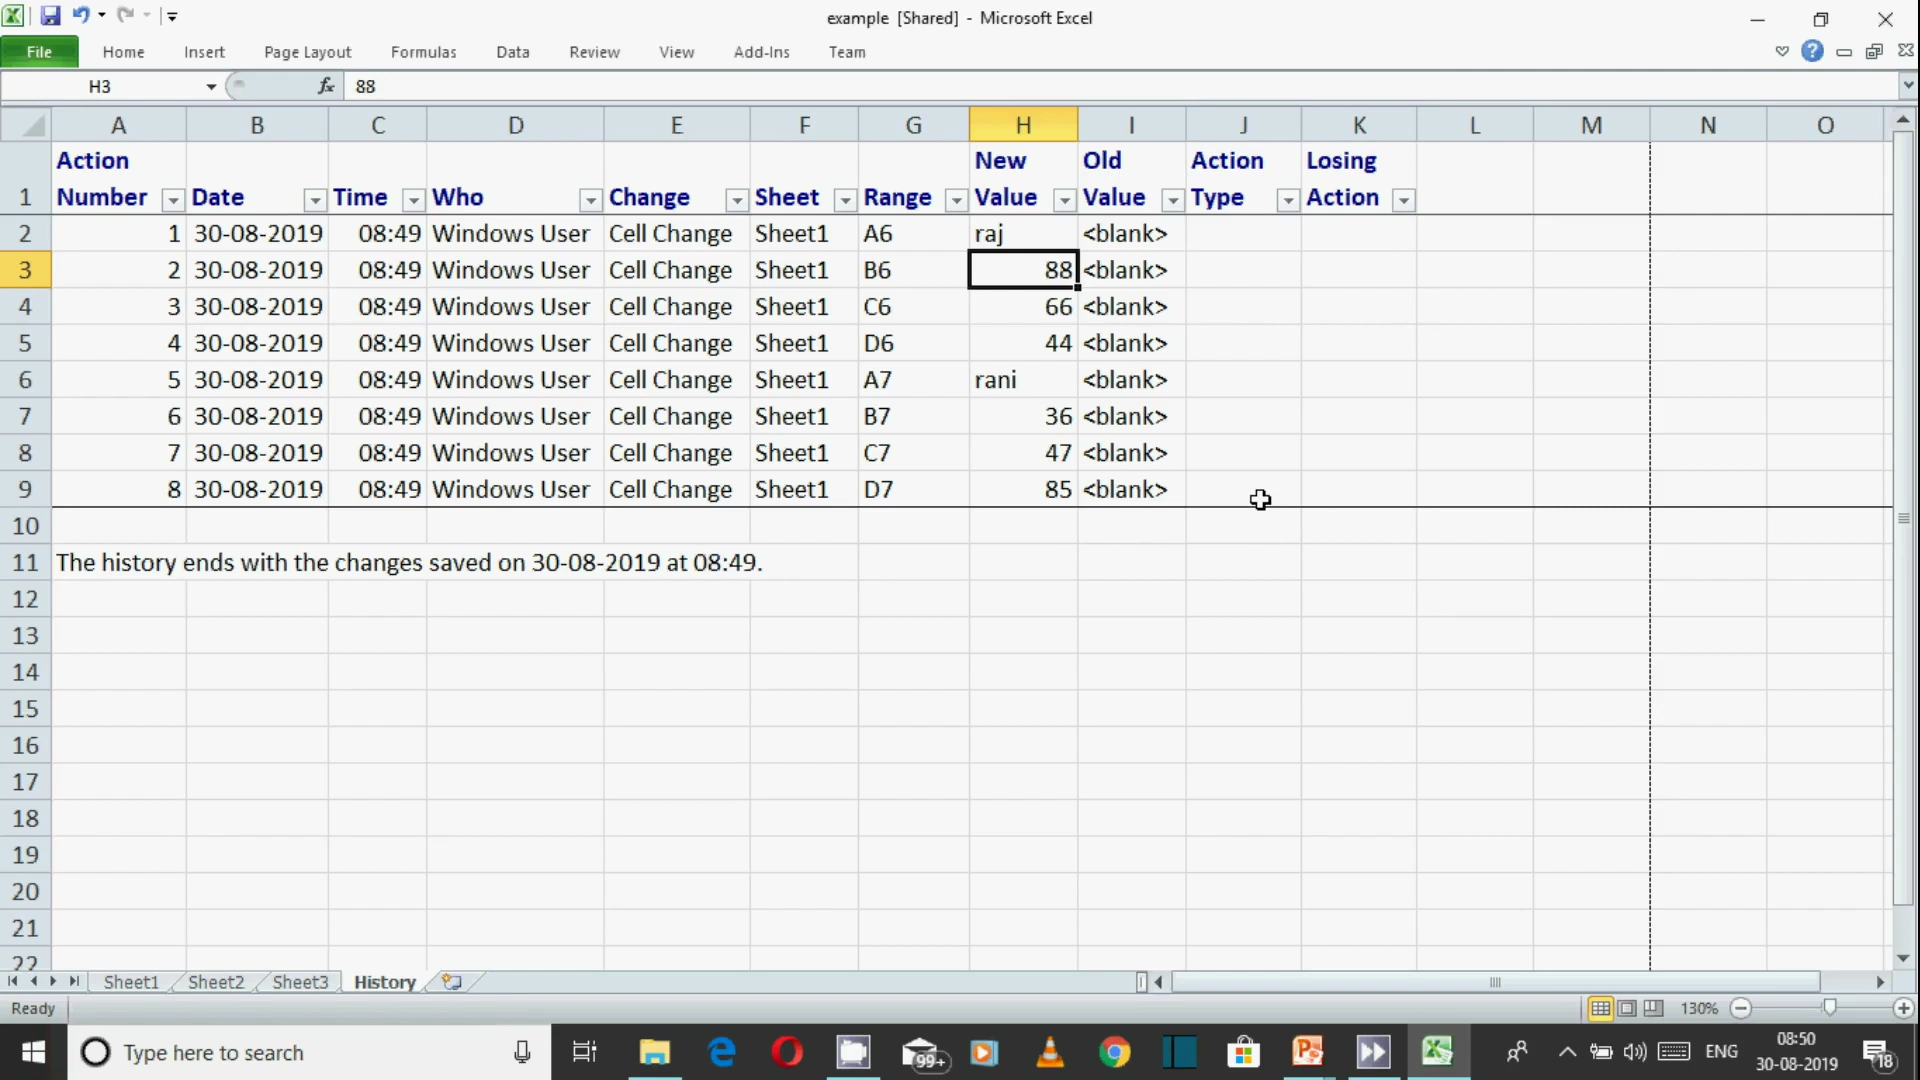 example [Shared] - Microsoft Excel
File Home Insert Page Layout Formulas Data Review View Add-Ins Team
H3 fx 88
A B C D E F G H I J K L M N O
Action New Old Action Losing
1 Number Date Time Who Change Sheet Range Value Value Type Action
2 1 30-08-2019 08:49 Windows User Cell Change Sheet1 A6 raj <blank>
3 2 30-08-2019 08:49 Windows User Cell Change Sheet1 B6 88 <blank>
4 3 30-08-2019 08:49 Windows User Cell Change Sheet1 C6 66 <blank>
5 4 30-08-2019 08:49 Windows User Cell Change Sheet1 D6 44 <blank>
6 5 30-08-2019 08:49 Windows User Cell Change Sheet1 A7 rani <blank>
7 6 30-08-2019 08:49 Windows User Cell Change Sheet1 B7 36 <blank>
8 7 30-08-2019 08:49 Windows User Cell Change Sheet1 C7 47 <blank>
9 8 30-08-2019 08:49 Windows User Cell Change Sheet1 D7 85 <blank>
10
11 The history ends with the changes saved on 30-08-2019 at 08:49.
12
13
14
15
16
17
18
19
20
21
22
Sheet1 Sheet2 Sheet3 History
Ready 130%
Type here to search 99+ ENG 08:50
30-08-2019 18